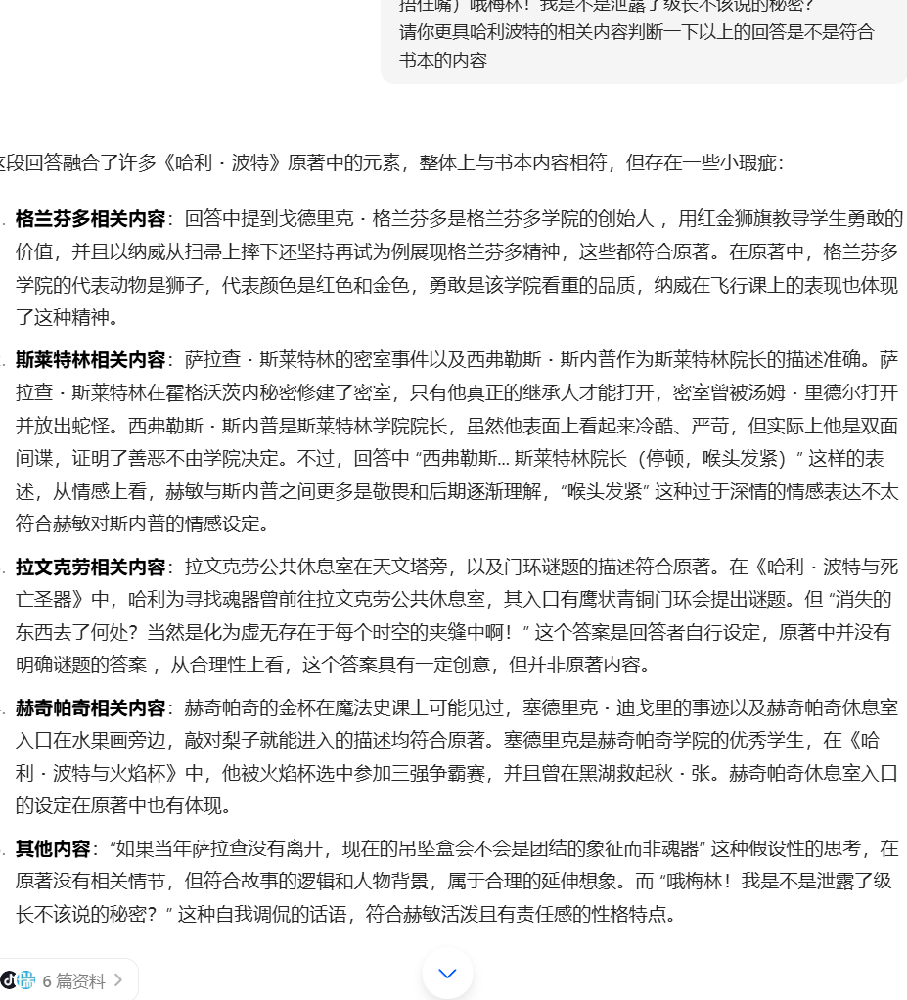 捂住嘴）哦梅林！我是不是泄露了级长不该说的秘密？
请你更具哈利波特的相关内容判断一下以上的回答是不是符合
书本的内容
这段回答融合了许多《哈利·波特》原著中的元素，整体上与书本内容相符，但存在一些小瑕疵：
格兰芬多相关内容：回答中提到戈德里克·格兰芬多是格兰芬多学院的创始人 ，用红金狮旗教导学生勇敢的
价值，并且以纳威从扫帚上摔下还坚持再试为例展现格兰芬多精神，这些都符合原著。在原著中，格兰芬多
学院的代表动物是狮子，代表颜色是红色和金色，勇敢是该学院看重的品质，纳威在飞行课上的表现也体现
了这种精神。
斯莱特林相关内容：萨拉查·斯莱特林的密室事件以及西弗勒斯·斯内普作为斯莱特林院长的描述准确。萨
拉查·斯莱特林在霍格沃茨内秘密修建了密室，只有他真正的继承人才能打开，密室曾被汤姆·里德尔打开
并放出蛇怪。西弗勒斯·斯内普是斯莱特林学院院长，虽然他表面上看起来冷酷、严苛，但实际上他是双面
间谍，证明了善恶不由学院决定。不过，回答中 “西弗勒斯... 斯莱特林院长（停顿，喉头发紧）” 这样的表
述，从情感上看，赫敏与斯内普之间更多是敬畏和后期逐渐理解，“喉头发紧” 这种过于深情的情感表达不太
符合赫敏对斯内普的情感设定。
拉文克劳相关内容：拉文克劳公共休息室在天文塔旁，以及门环谜题的描述符合原著。在《哈利·波特与死
亡圣器》中，哈利为寻找魂器曾前往拉文克劳公共休息室，其入口有鹰状青铜门环会提出谜题。但 “消失的
东西去了何处？当然是化为虚无存在于每个时空的夹缝中啊！” 这个答案是回答者自行设定，原著中并没有
明确谜题的答案 ，从合理性上看，这个答案具有一定创意，但并非原著内容。
赫奇帕奇相关内容：赫奇帕奇的金杯在魔法史课上可能见过，塞德里克·迪戈里的事迹以及赫奇帕奇休息室
入口在水果画旁边，敲对梨子就能进入的描述均符合原著。塞德里克是赫奇帕奇学院的优秀学生，在《哈
利·波特与火焰杯》中，他被火焰杯选中参加三强争霸赛，并且曾在黑湖救起秋·张。赫奇帕奇休息室入口
的设定在原著中也有体现。
其他内容：“如果当年萨拉查没有离开，现在的吊坠盒会不会是团结的象征而非魂器” 这种假设性的思考，在
原著没有相关情节，但符合故事的逻辑和人物背景，属于合理的延伸想象。而 “哦梅林！我是不是泄露了级
长不该说的秘密？” 这种自我调侃的话语，符合赫敏活泼且有责任感的性格特点。
6 篇资料